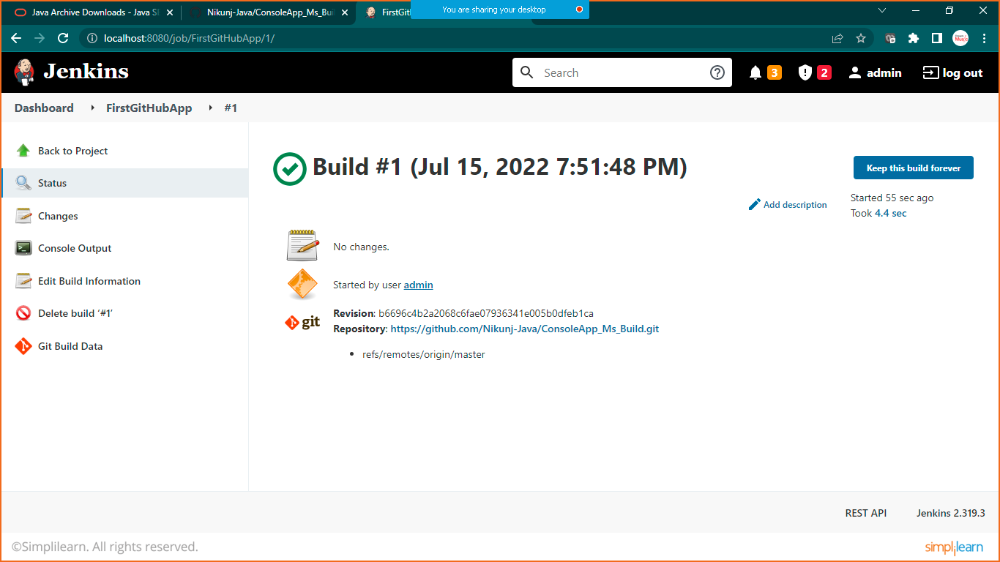 Java Archive Downloads - Java SE
Nikunj-Java/ConsoleApp_Ms_Buil
FirstGitH
You are sharing your desktop
localhost:8080/job/FirstGitHubApp/1/
Jenkins
Search
3
2
admin
log out
Dashboard
FirstGitHubApp
#1
Back to Project
Status
Changes
Console Output
Edit Build Information
Delete build ‘#1’
Git Build Data
Build #1 (Jul 15, 2022 7:51:48 PM)
Keep this build forever
Add description
Started 55 sec ago
Took 4.4 sec
No changes.
Started by user admin
git
Revision: b6696c4b2a2068c6fae07936341e005b0dfeb1ca
Repository: https://github.com/Nikunj-Java/ConsoleApp_Ms_Build.git
refs/remotes/origin/master
REST API
Jenkins 2.319.3
©Simplilearn. All rights reserved.
simplilearn